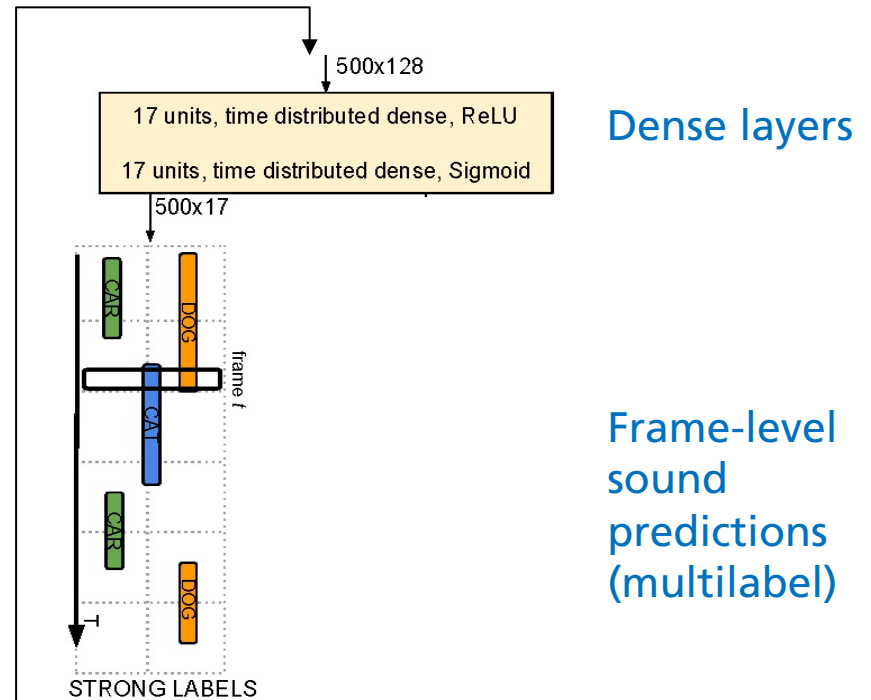 500x128
17 units, time distributed dense, ReLU
17 units, time distributed dense, Sigmoid
Dense layers
500x17
CAR
DOG
frame t
CAT
CAR
DOG
T
STRONG LABELS
Frame-level
sound
predictions
(multilabel)